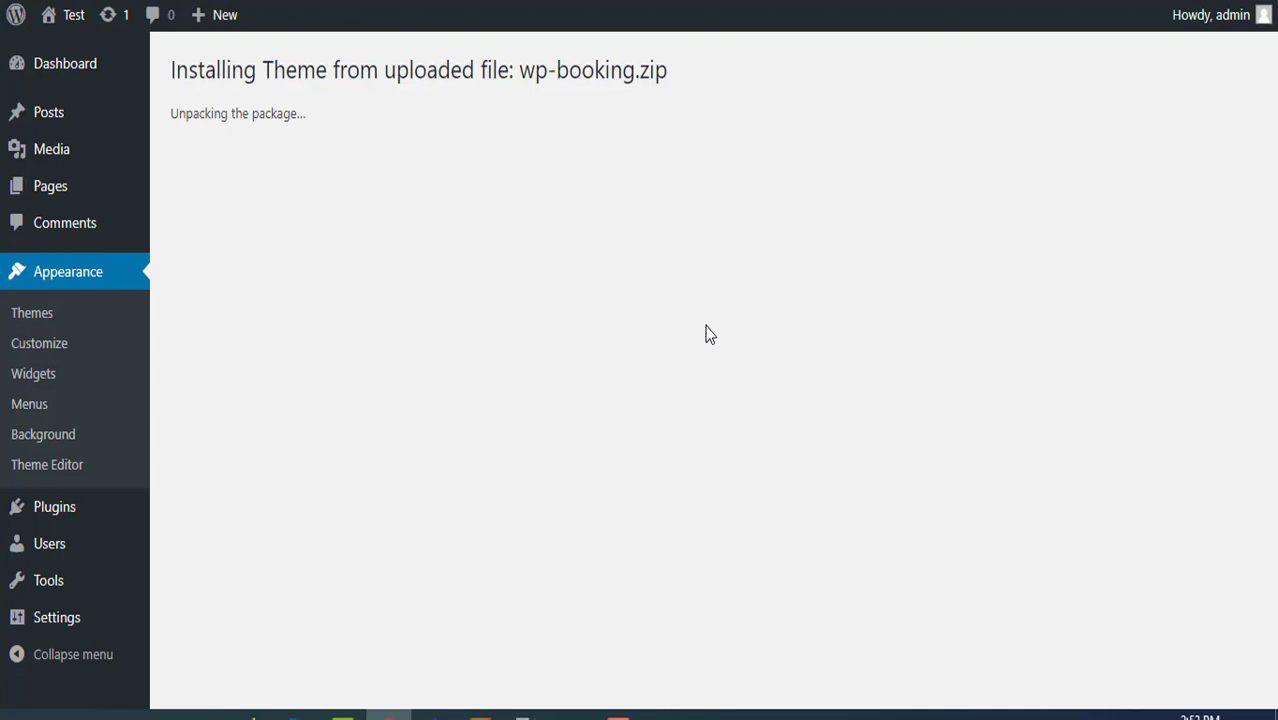 Test 1 0 New Howdy, admin
Dashboard
Installing Theme from uploaded file: wp-booking.zip
Unpacking the package...
Posts
Media
Pages
Comments
Appearance
Themes
Customize
Widgets
Menus
Background
Theme Editor
Plugins
Users
Tools
Settings
Collapse menu